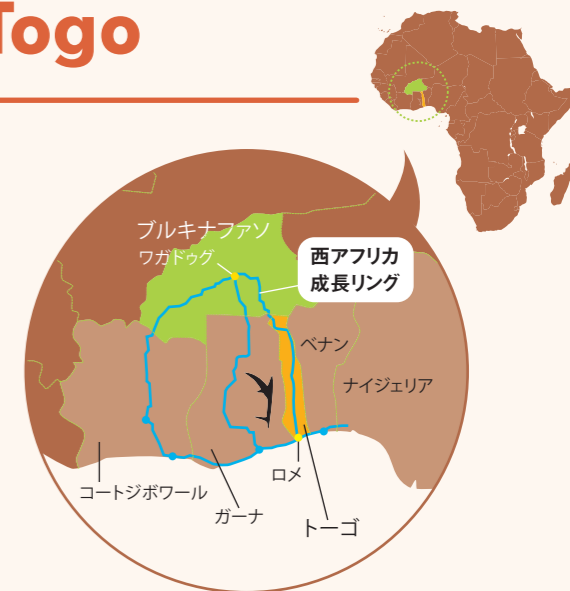 Togo
ブルキナファソ
ワガドゥグ
西アフリカ
成長リング
ベナン
ナイジェリア
ロメ
コートジボワール
ガーナ
トーゴ